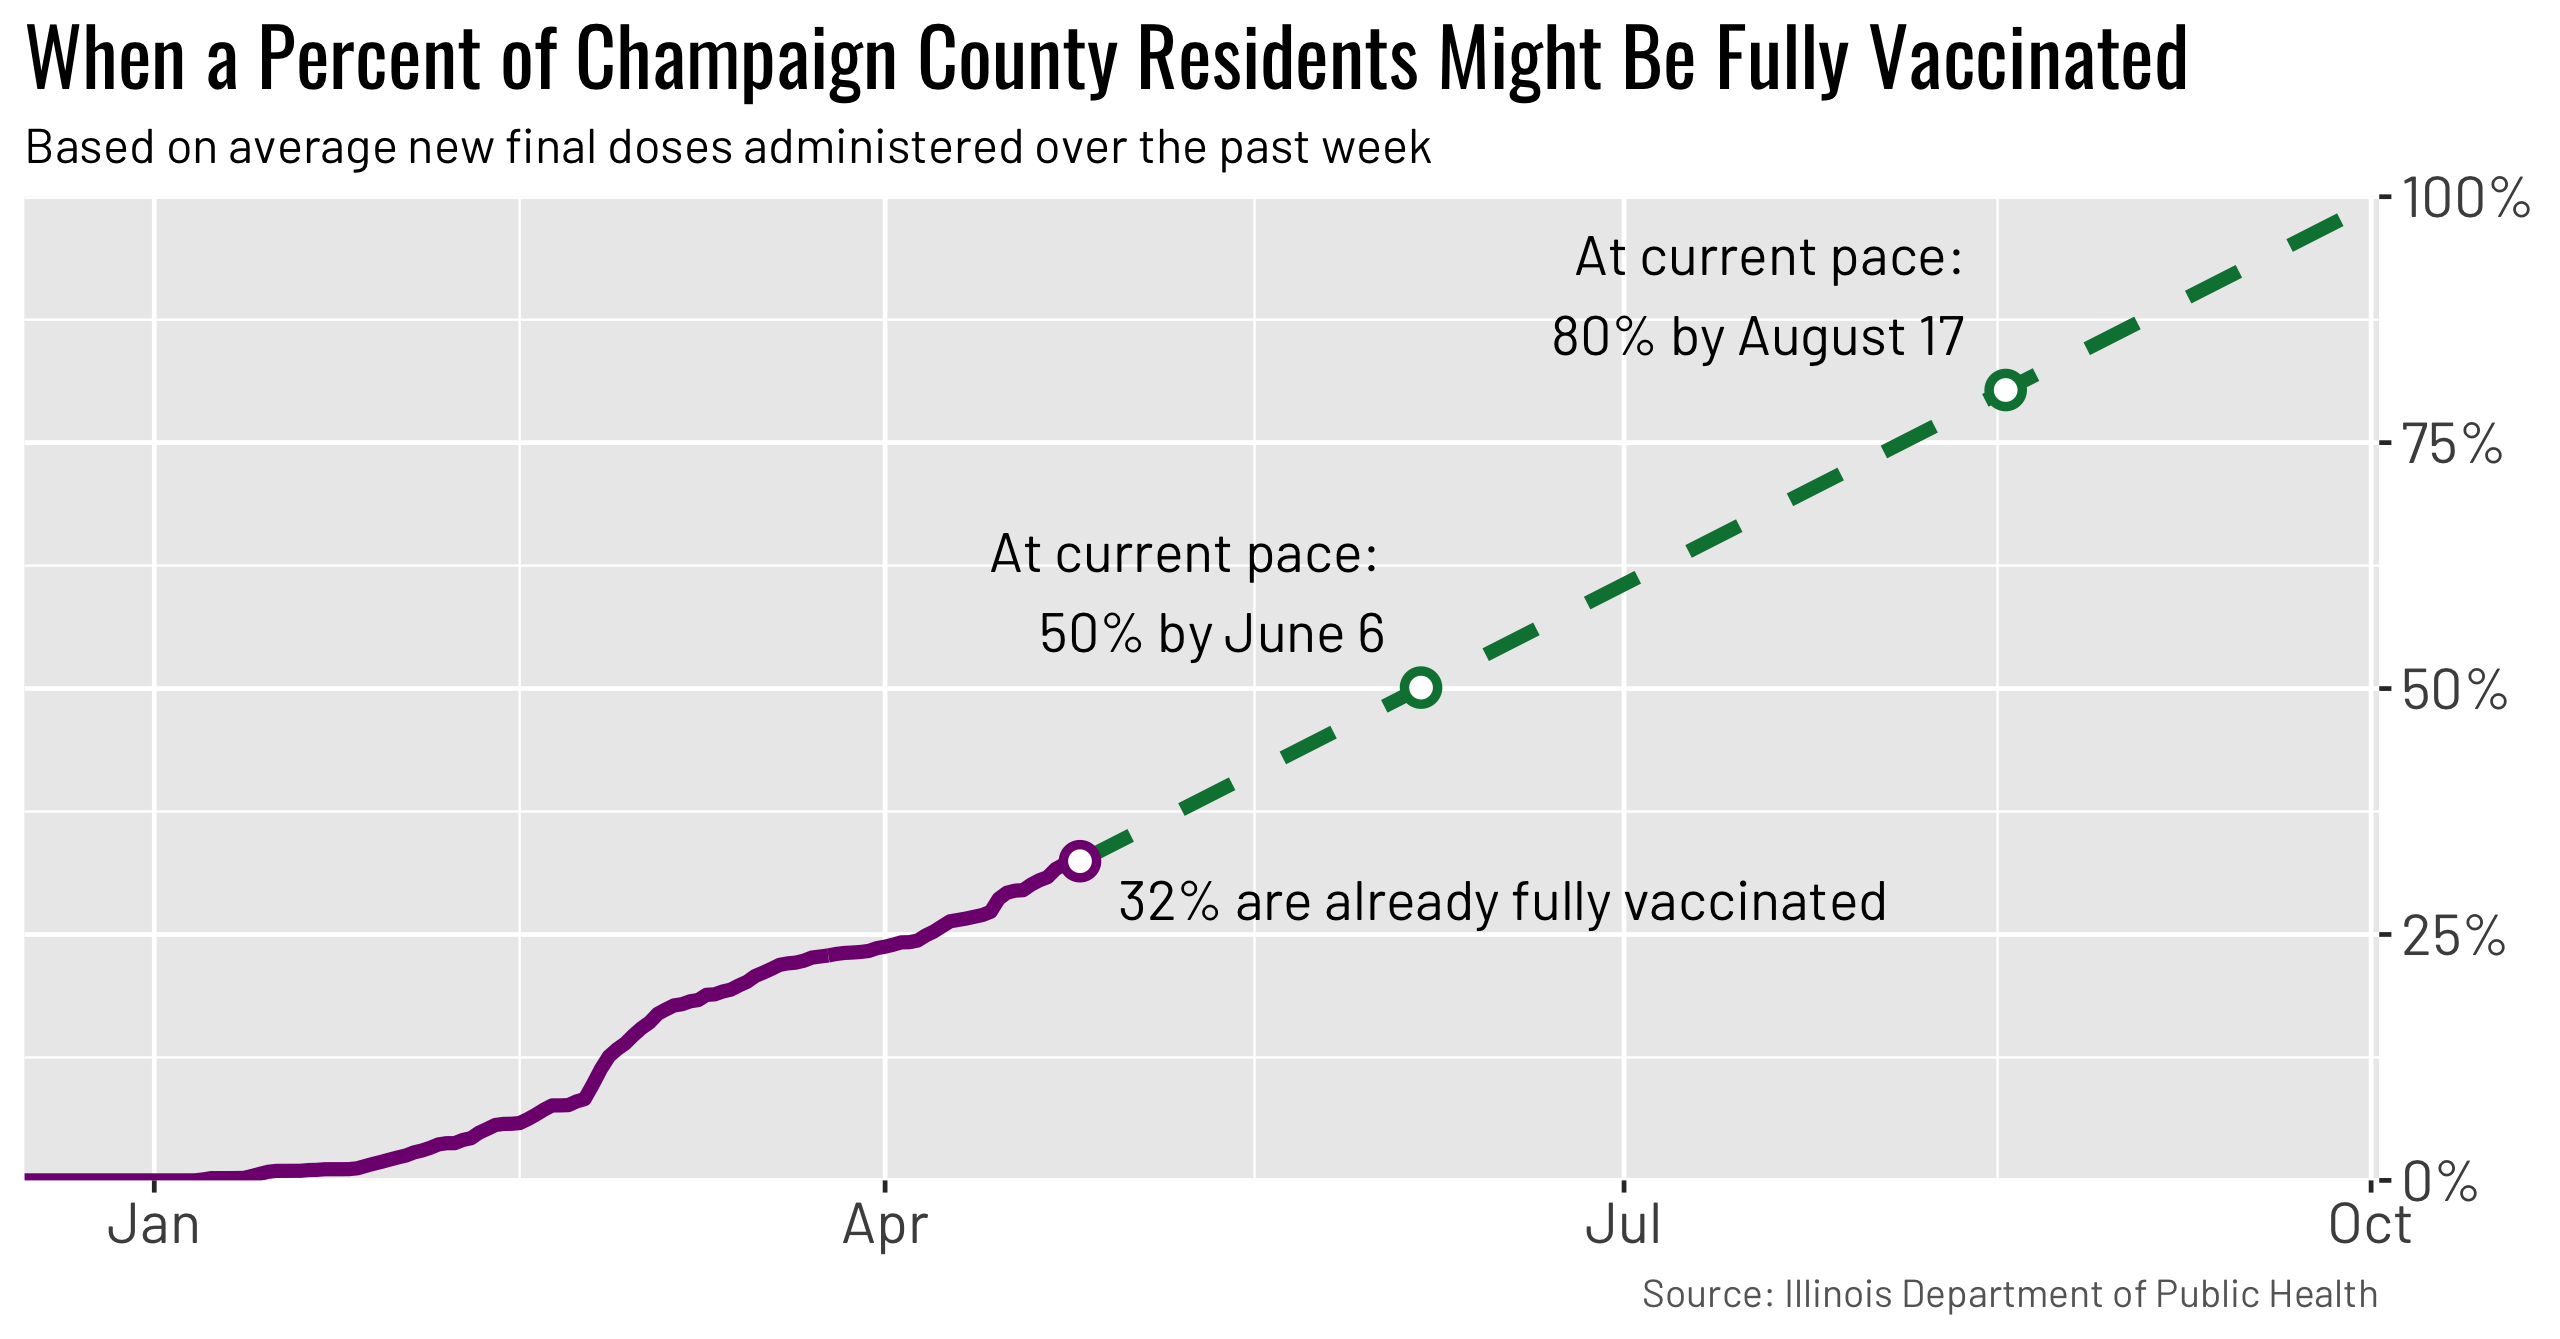 When a Percent of Champaign County Residents Might Be Fully Vaccinated
Based on average new final doses administered over the past week
100%
At current pace:
80% by August 17
75%
At current pace:
50% by June 6
50%
32% are already fully vaccinated
25%
0%
Jan Apr Jul Oct
Source: Illinois Department of Public Health